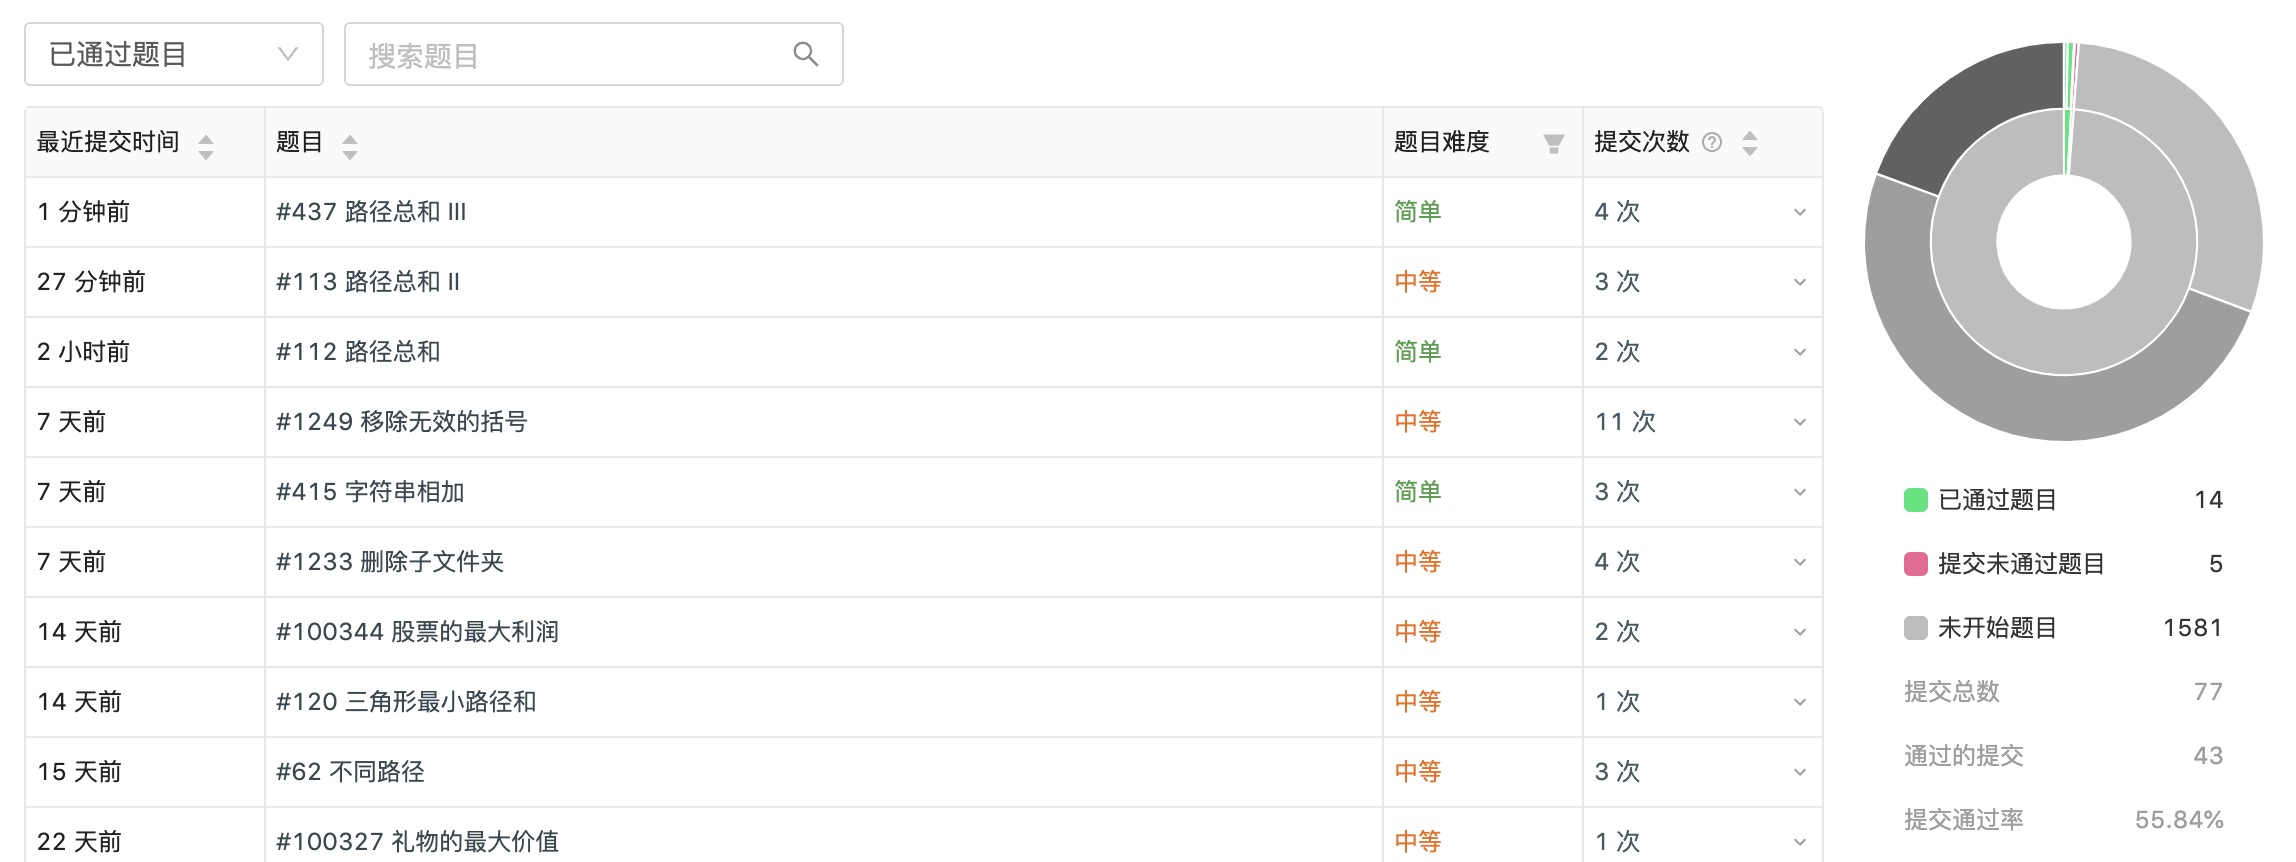 已通过题目 搜索题目
最近提交时间 题目 题目难度 提交次数
1 分钟前 #437 路径总和 III 简单 4 次
27 分钟前 #113 路径总和 II 中等 3 次
2 小时前 #112 路径总和 简单 2 次
7 天前 #1249 移除无效的括号 中等 11 次
7 天前 #415 字符串相加 简单 3 次
7 天前 #1233 删除子文件夹 中等 4 次
14 天前 #100344 股票的最大利润 中等 2 次
14 天前 #120 三角形最小路径和 中等 1 次
15 天前 #62 不同路径 中等 3 次
22 天前 #100327 礼物的最大价值 中等 1 次
已通过题目 14
提交未通过题目 5
未开始题目 1581
提交总数 77
通过的提交 43
提交通过率 55.84%